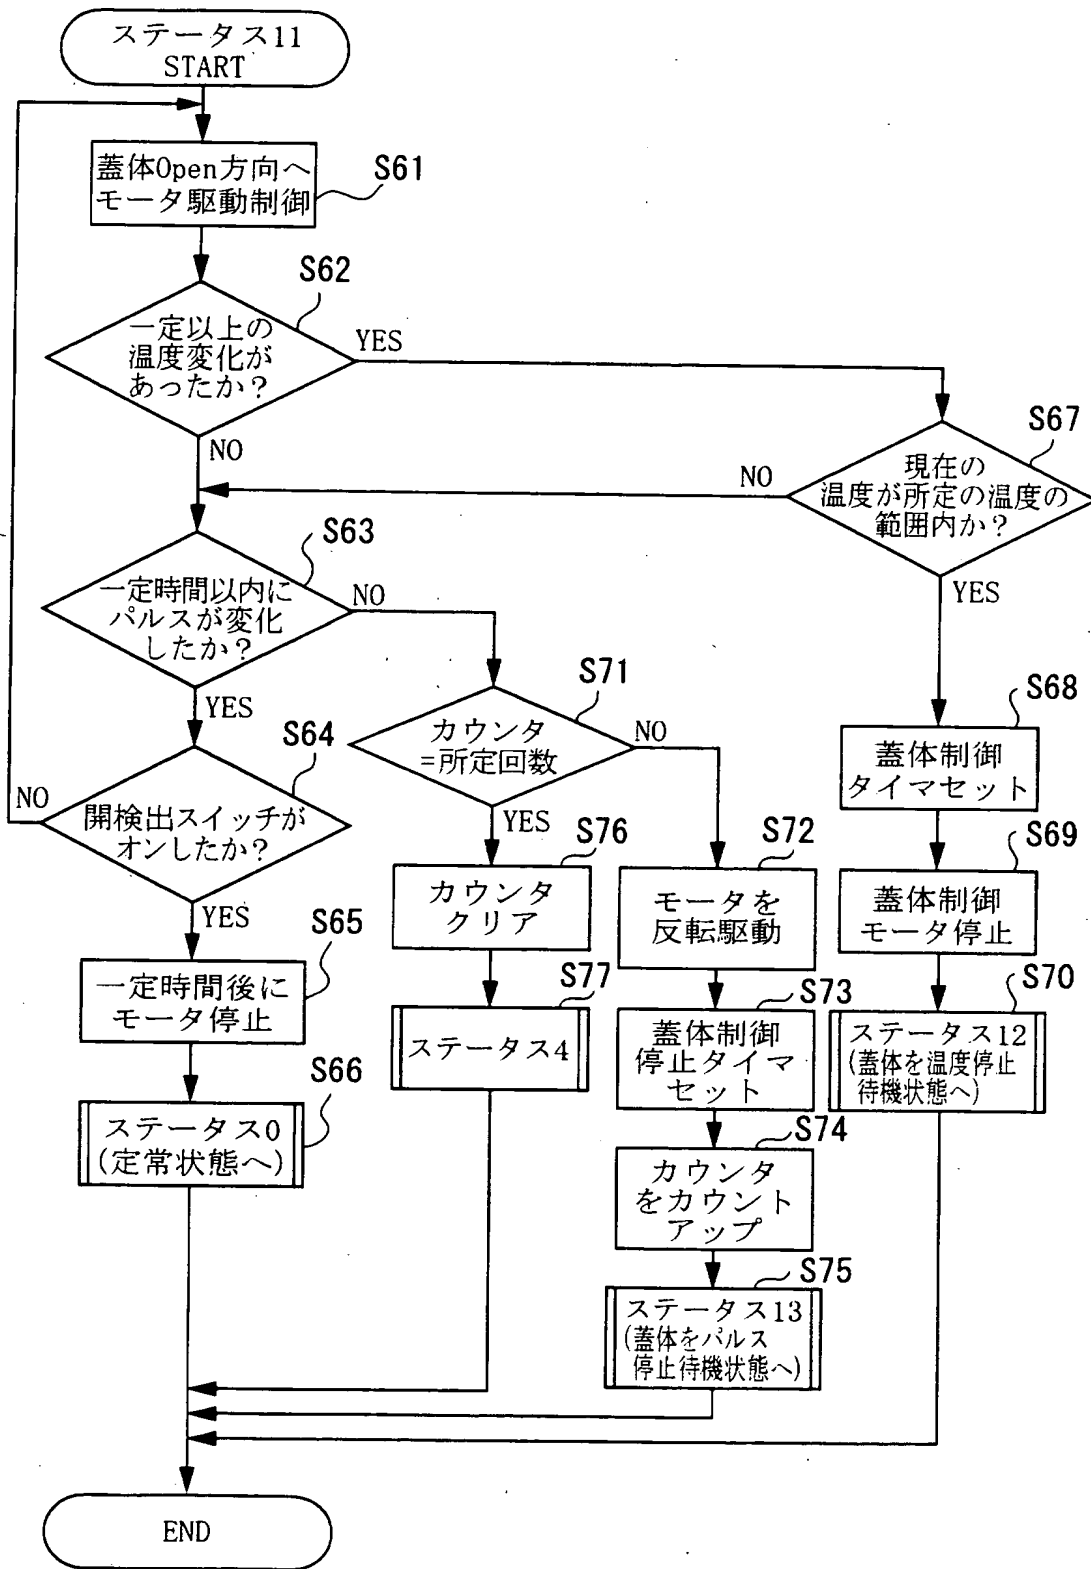 ステータス11
START
蓋体Open方向へ
モータ駆動制御
S61
S62
一定以上の
温度変化が
あったか?
YES
NO
S67
現在の
温度が所定の温度の
範囲内か?
NO
YES
S63
一定時間以内に
パルスが変化
したか?
NO
YES
S71
カウンタ
=所定回数
NO
YES
S64
開検出スイッチが
オンしたか?
NO
YES
S68
蓋体制御
タイマセット
S69
蓋体制御
モータ停止
S70
ステータス12
(蓋体を温度停止
待機状態へ)
S76
カウンタ
クリア
S77
ステータス4
S72
モータを
反転駆動
S73
蓋体制御
停止タイマ
セット
S74
カウンタ
をカウント
アップ
S75
ステータス13
(蓋体をパルス
停止待機状態へ)
S65
一定時間後に
モータ停止
S66
ステータス0
(定常状態へ)
END